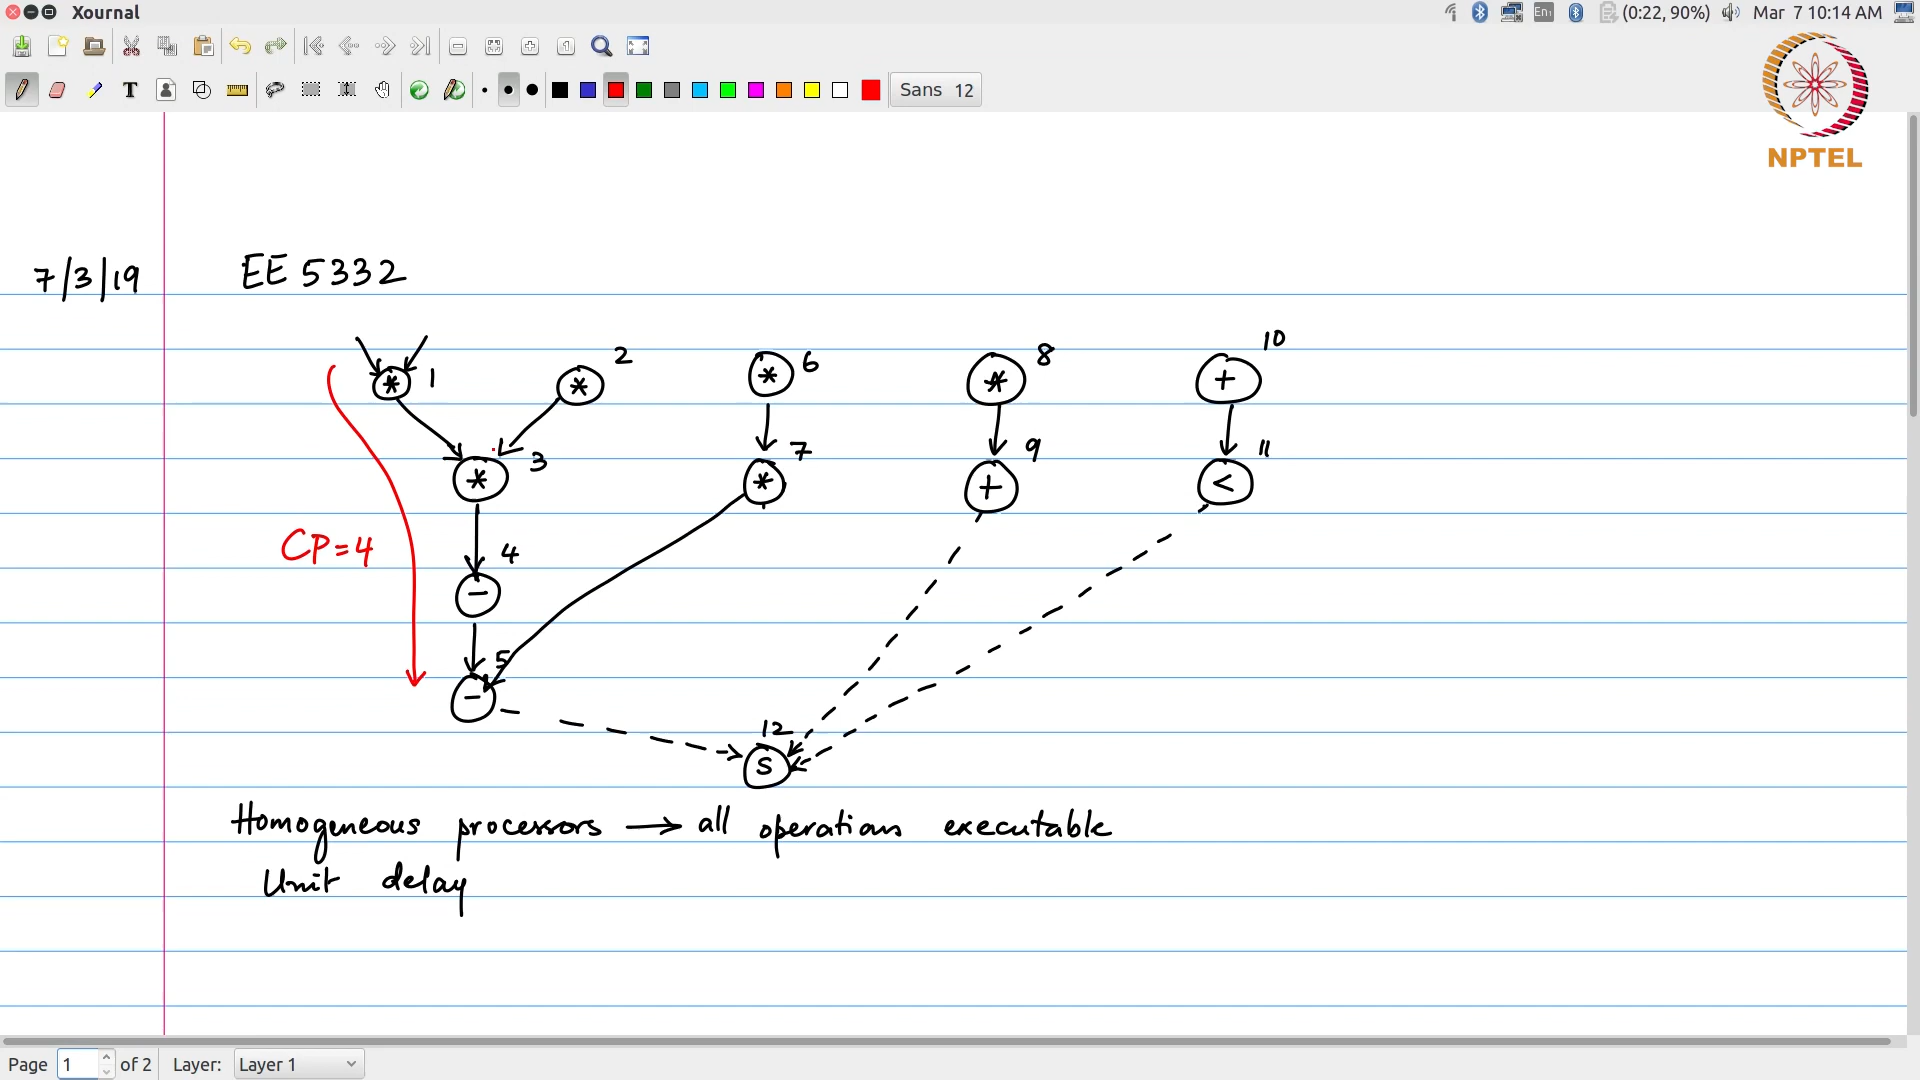 Xournal
En1
(0:22, 90%)
Mar 7 10:14 AM
T
Sans 12
NPTEL
7/3/19
EE 5332
* 1
* 2
* 6
* 8
+ 10
* 3
* 7
+ 9
< 11
CP=4
- 4
- 5
12
S
Homogeneous processors → all operations executable
Unit delay
Page 1 of 2 Layer: Layer 1